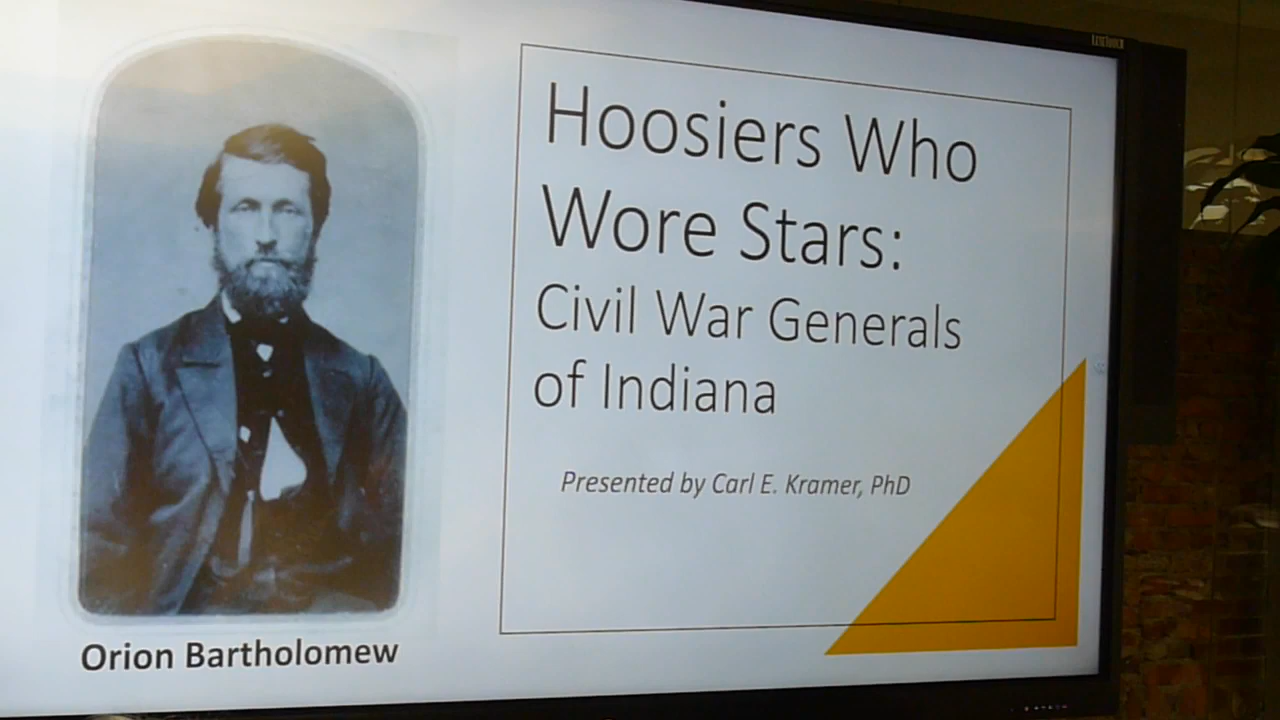 Hoosiers Who
Wore Stars:
Civil War Generals
of Indiana
Presented by Carl E. Kramer, PhD
Orion Bartholomew